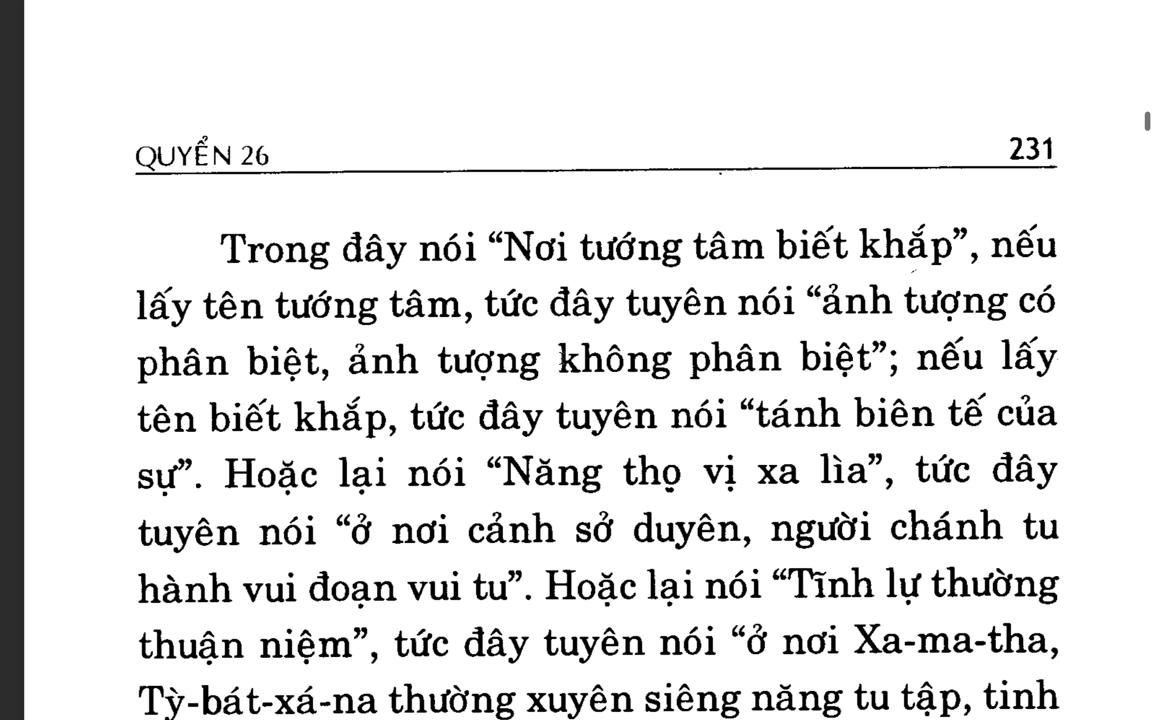 QUYỂN 26
231
Trong đây nói “Nơi tướng tâm biết khắp”, nếu
lấy tên tướng tâm, tức đây tuyên nói “ảnh tượng có
phân biệt, ảnh tượng không phân biệt”; nếu lấy
tên biết khắp, tức đây tuyên nói “tánh biên tế của
sự”. Hoặc lại nói “Năng thọ vị xa lìa”, tức đây
tuyên nói “ở nơi cảnh sở duyên, người chánh tu
hành vui đoạn vui tu”. Hoặc lại nói “Tĩnh lự thường
thuận niệm”, tức đây tuyên nói “ở nơi Xa-ma-tha,
Tỳ-bát-xá-na thường xuyên siêng năng tu tập, tinh